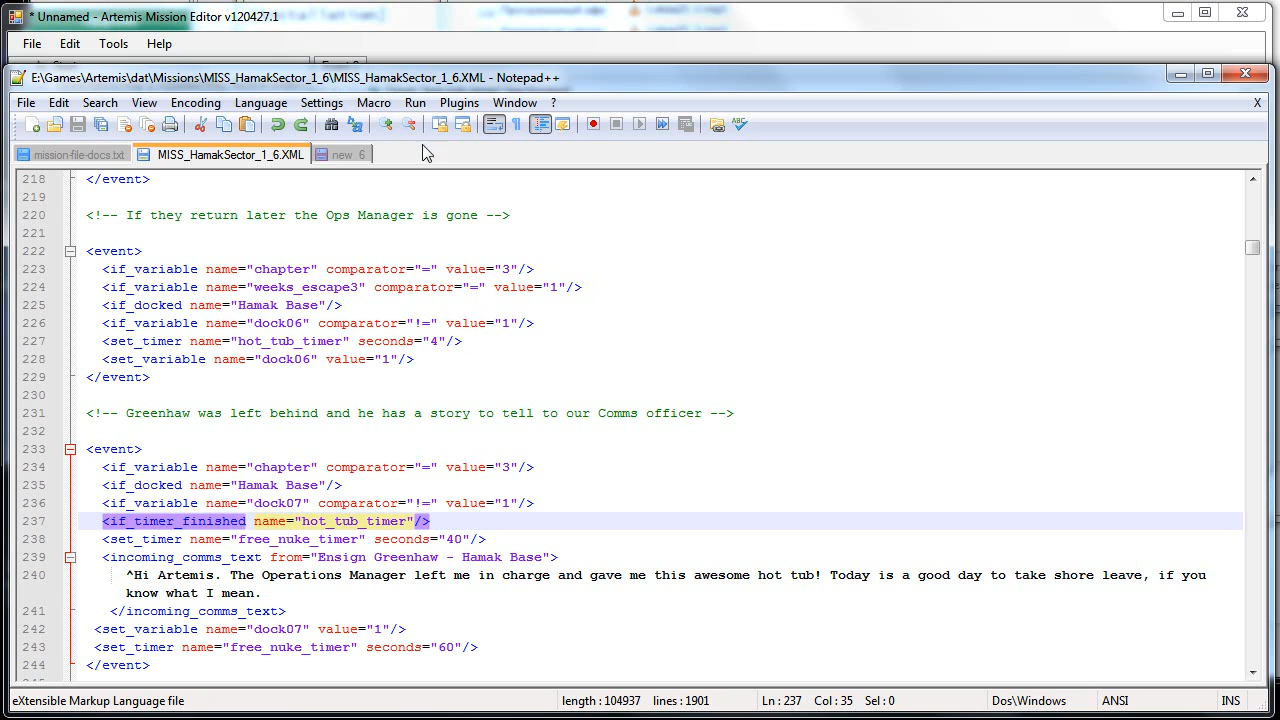 * Unnamed - Artemis Mission Editor v120427.1
File Edit Tools Help
E:\Games\Artemis\dat\Missions\MISS_HamakSector_1_6\MISS_HamakSector_1_6.XML - Notepad++
File Edit Search View Encoding Language Settings Macro Run Plugins Window ? X
mission-file-docs.txt MISS_HamakSector_1_6.XML new 6
218 </event>
219
220 <!-- If they return later the Ops Manager is gone -->
221
222 <event>
223 <if_variable name="chapter" comparator="=" value="3"/>
224 <if_variable name="weeks_escape3" comparator="=" value="1"/>
225 <if_docked name="Hamak Base"/>
226 <if_variable name="dock06" comparator="!=" value="1"/>
227 <set_timer name="hot_tub_timer" seconds="4"/>
228 <set_variable name="dock06" value="1"/>
229 </event>
230
231 <!-- Greenhaw was left behind and he has a story to tell to our Comms officer -->
232
233 <event>
234 <if_variable name="chapter" comparator="=" value="3"/>
235 <if_docked name="Hamak Base"/>
236 <if_variable name="dock07" comparator="!=" value="1"/>
237 <if_timer_finished name="hot_tub_timer"/>
238 <set_timer name="free_nuke_timer" seconds="40"/>
239 <incoming_comms_text from="Ensign Greenhaw - Hamak Base">
240 ^Hi Artemis. The Operations Manager left me in charge and gave me this awesome hot tub! Today is a good day to take shore leave, if you
know what I mean.
241 </incoming_comms_text>
242 <set_variable name="dock07" value="1"/>
243 <set_timer name="free_nuke_timer" seconds="60"/>
244 </event>
eXtensible Markup Language file length : 104937 lines : 1901 Ln : 237 Col : 35 Sel : 0 Dos\Windows ANSI INS